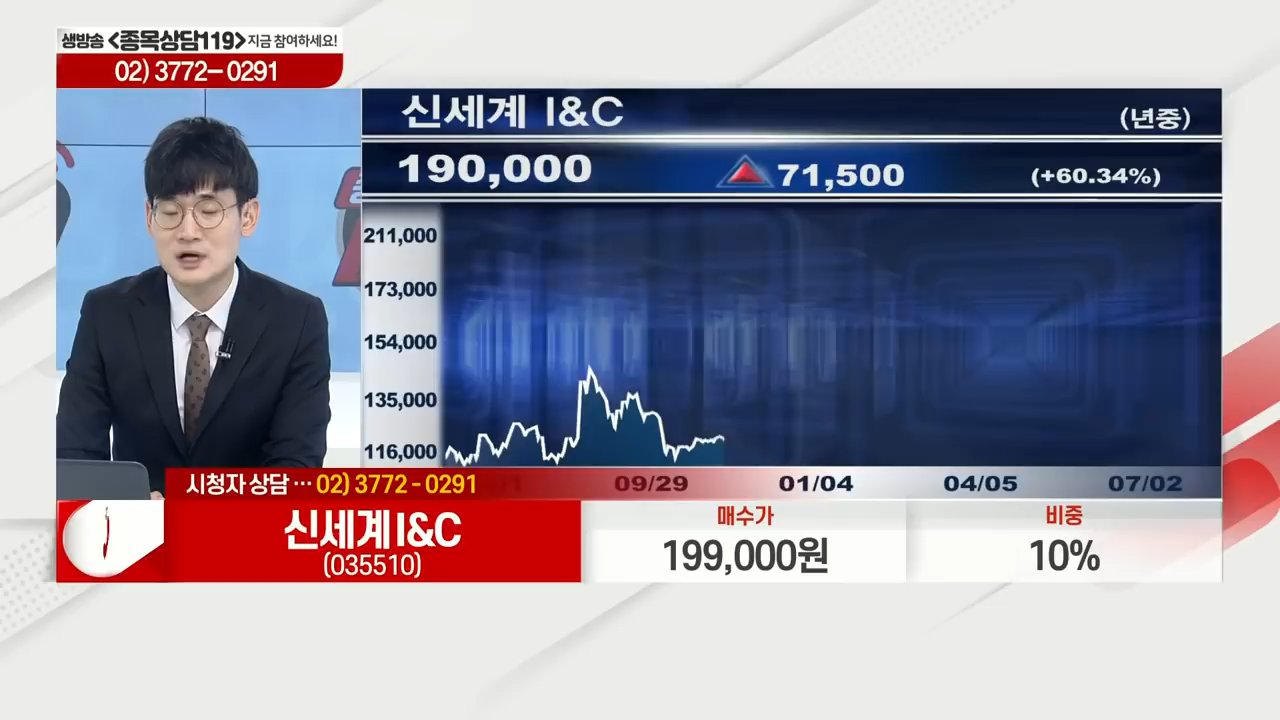 생방송 <종목상담119> 지금 참여하세요!
02) 3772-0291
신세계 I&C
(년중)
190,000 ▲ 71,500 (+60.34%)
211,000
173,000
154,000
135,000
116,000
09/29 01/04 04/05 07/02
시청자 상담 … 02) 3772 - 0291
신세계 I&C
(035510)
매수가
199,000원
비중
10%